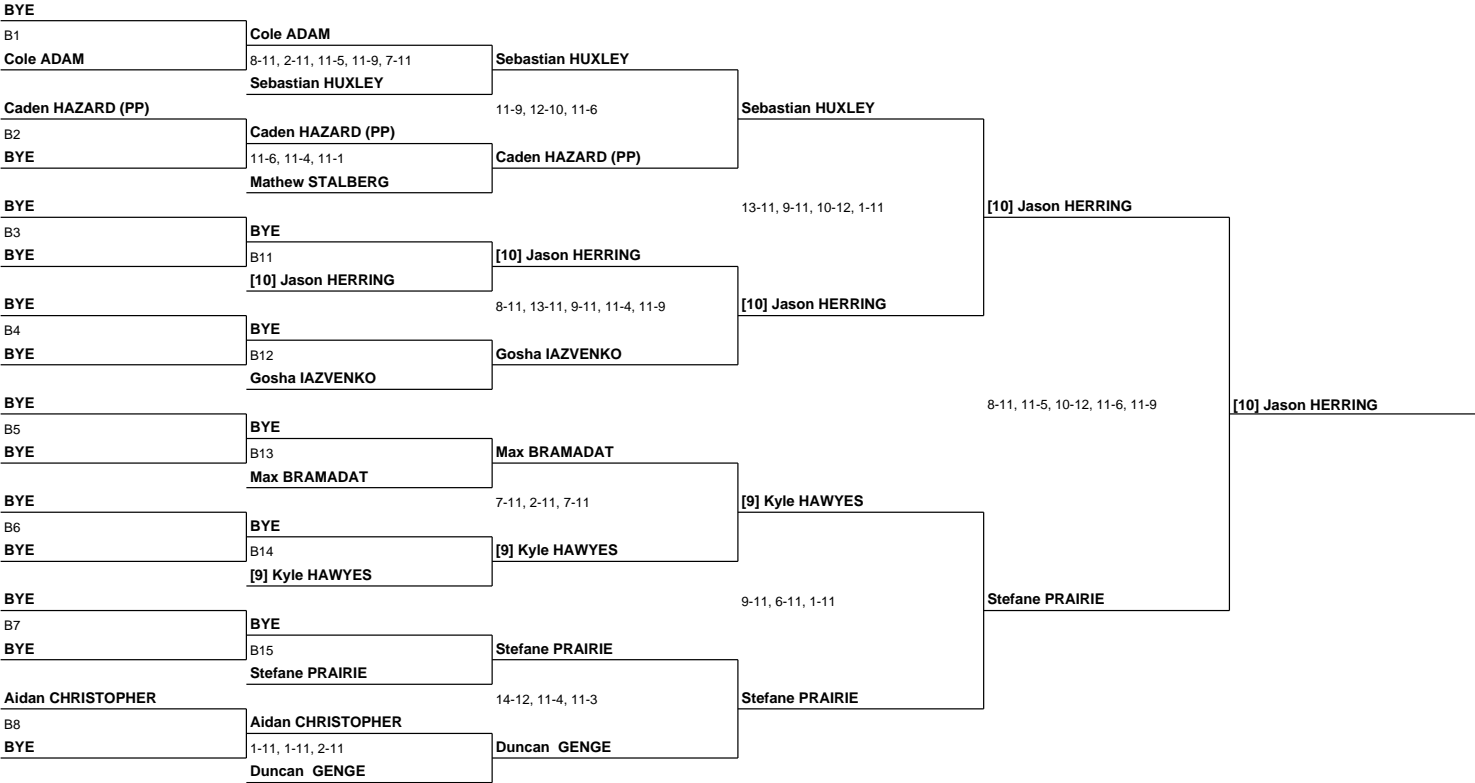 BYE
B1
Cole ADAM
Caden HAZARD (PP)
B2
BYE
BYE
B3
BYE
BYE
B4
BYE
BYE
B5
BYE
BYE
B6
BYE
BYE
B7
BYE
Aidan CHRISTOPHER
B8
BYE
Cole ADAM
8-11, 2-11, 11-5, 11-9, 7-11
Sebastian HUXLEY
Caden HAZARD (PP)
11-6, 11-4, 11-1
Mathew STALBERG
BYE
B11
[10] Jason HERRING
BYE
B12
Gosha IAZVENKO
BYE
B13
Max BRAMADAT
BYE
B14
[9] Kyle HAWYES
BYE
B15
Stefane PRAIRIE
Aidan CHRISTOPHER
1-11, 1-11, 2-11
Duncan GENGE
Sebastian HUXLEY
11-9, 12-10, 11-6
Caden HAZARD (PP)
[10] Jason HERRING
8-11, 13-11, 9-11, 11-4, 11-9
Gosha IAZVENKO
Max BRAMADAT
7-11, 2-11, 7-11
[9] Kyle HAWYES
Stefane PRAIRIE
14-12, 11-4, 11-3
Duncan GENGE
Sebastian HUXLEY
13-11, 9-11, 10-12, 1-11
[10] Jason HERRING
[9] Kyle HAWYES
9-11, 6-11, 1-11
Stefane PRAIRIE
[10] Jason HERRING
8-11, 11-5, 10-12, 11-6, 11-9
Stefane PRAIRIE
[10] Jason HERRING